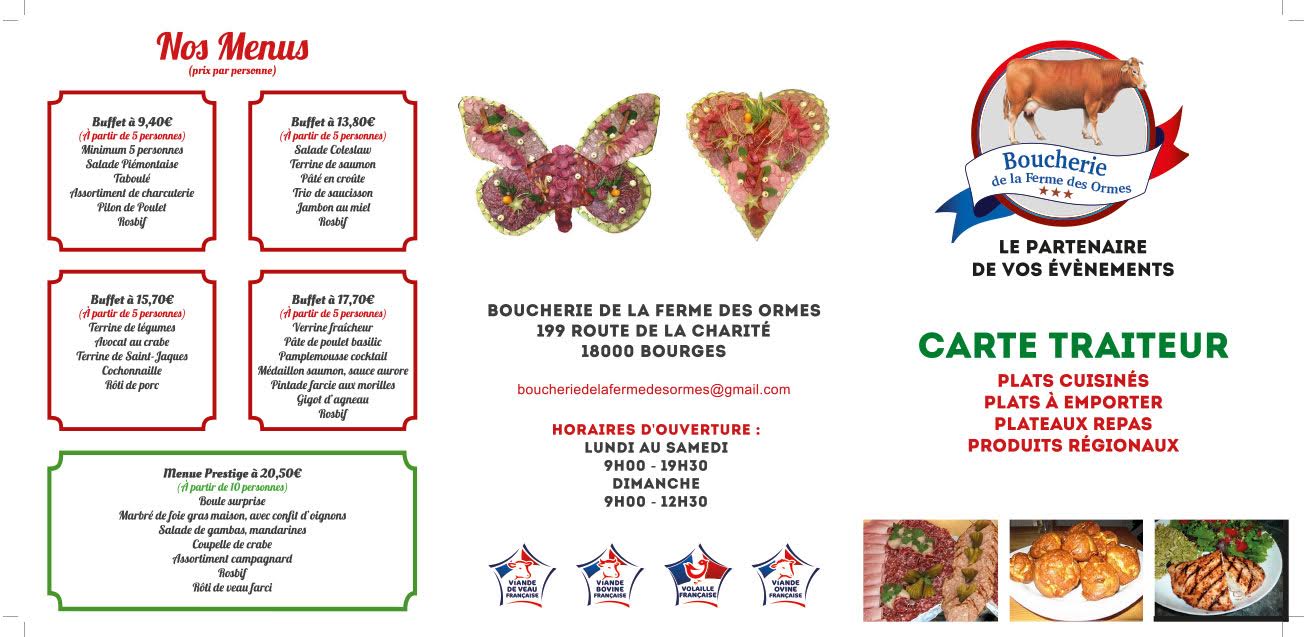 Nos Menus
(prix par personne)
Buffet à 9,40€
(À partir de 5 personnes)
Minimum 5 personnes
Salade Piémontaise
Taboulé
Assortiment de charcuterie
Pilon de Poulet
Rosbif
Buffet à 13,80€
(À partir de 5 personnes)
Salade Coleslaw
Terrine de saumon
Pâté en croûte
Trio de saucisson
Jambon au miel
Rosbif
Buffet à 15,70€
(À partir de 5 personnes)
Terrine de légumes
Avocat au crabe
Terrine de Saint-Jaques
Cochonnaille
Rôti de porc
Buffet à 17,70€
(À partir de 5 personnes)
Verrine fraîcheur
Pâte de poulet basilic
Pamplemousse cocktail
Médaillon saumon, sauce aurore
Pintade farcie aux morilles
Gigot d'agneau
Rosbif
Menue Prestige à 20,50€
(À partir de 10 personnes)
Boule surprise
Marbré de foie gras maison, avec confit d'oignons
Salade de gambas, mandarines
Coupelle de crabe
Assortiment campagnard
Rosbif
Rôti de veau farci
BOUCHERIE DE LA FERME DES ORMES
199 ROUTE DE LA CHARITÉ
18000 BOURGES
boucheriedelafermedesormes@gmail.com
HORAIRES D'OUVERTURE :
LUNDI AU SAMEDI
9H00 - 19H30
DIMANCHE
9H00 - 12H30
VIANDE
DE VEAU
FRANÇAISE
VIANDE
BOVINE
FRANÇAISE
VOLAILLE
FRANÇAISE
VIANDE
OVINE
FRANÇAISE
Boucherie
de la Ferme des Ormes
LE PARTENAIRE
DE VOS ÉVÈNEMENTS
CARTE TRAITEUR
PLATS CUISINÉS
PLATS À EMPORTER
PLATEAUX REPAS
PRODUITS RÉGIONAUX